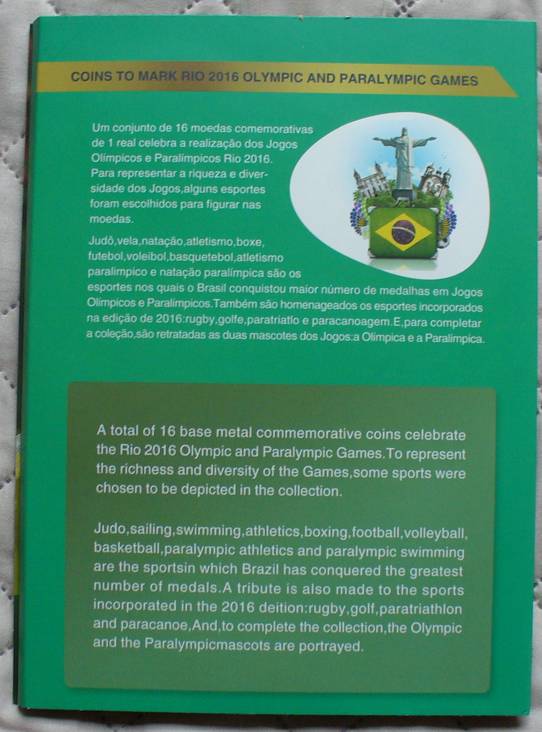 COINS TO MARK RIO 2016 OLYMPIC AND PARALYMPIC GAMES
Um conjunto de 16 moedas comemorativas
de 1 real celebra a realização dos Jogos
Olímpicos e Paralímpicos Rio 2016.
Para representar a riqueza e diver-
sidade dos Jogos,alguns esportes
foram escolhidos para figurar nas
moedas.
Judô,vela,natação,atletismo,boxe,
futebol,voleibol,basquetebol,atletismo
paralimpico e natação paralímpica são os
esportes nos quais o Brasil conquistou maior número de medalhas em Jogos
Olímpicos e Paralímpicos.Também são homenageados os esportes incorporados
na edição de 2016:rugby,golfe,paratriatlo e paracanoagem.E,para completar
a coleção,são retratadas as duas mascotes dos Jogos:a Olímpica e a Paralímpica.
A total of 16 base metal commemorative coins celebrate
the Rio 2016 Olympic and Paralympic Games.To represent
the richness and diversity of the Games,some sports were
chosen to be depicted in the collection.
Judo,sailing,swimming,athletics,boxing,football,volleyball,
basketball,paralympic athletics and paralympic swimming
are the sportsin which Brazil has conquered the greatest
number of medals.A tribute is also made to the sports
incorporated in the 2016 deition:rugby,golf,paratriathlon
and paracanoe,And,to complete the collection,the Olympic
and the Paralympicmascots are portrayed.